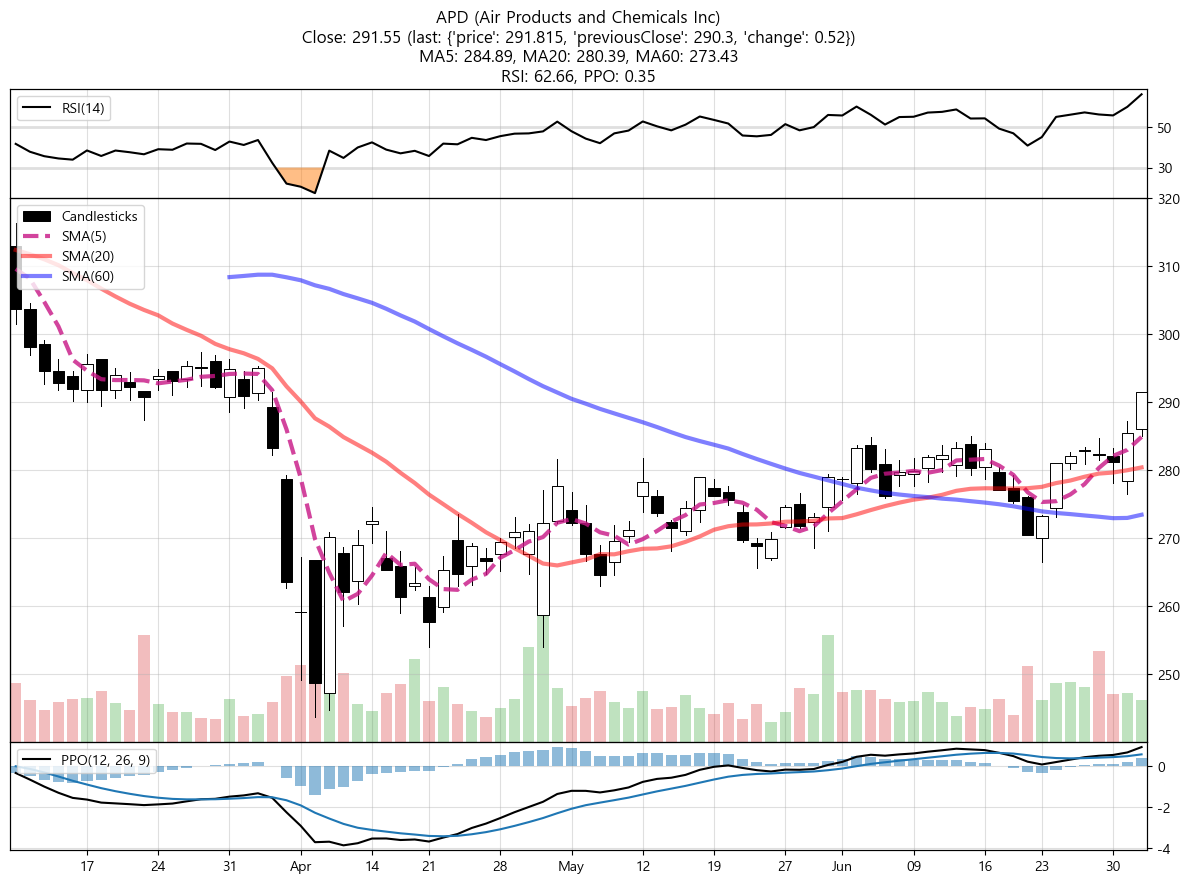 APD (Air Products and Chemicals Inc)
Close: 291.55 (last: {'price': 291.815, 'previousClose': 290.3, 'change': 0.52})
MA5: 284.89, MA20: 280.39, MA60: 273.43
RSI: 62.66, PPO: 0.35
RSI(14)
50
30
320
Candlesticks
SMA(5)
SMA(20)
SMA(60)
310
300
290
280
270
260
250
PPO(12, 26, 9)
0
-2
-4
17 24 31 Apr 14 21 28 May 12 19 27 Jun 09 16 23 30